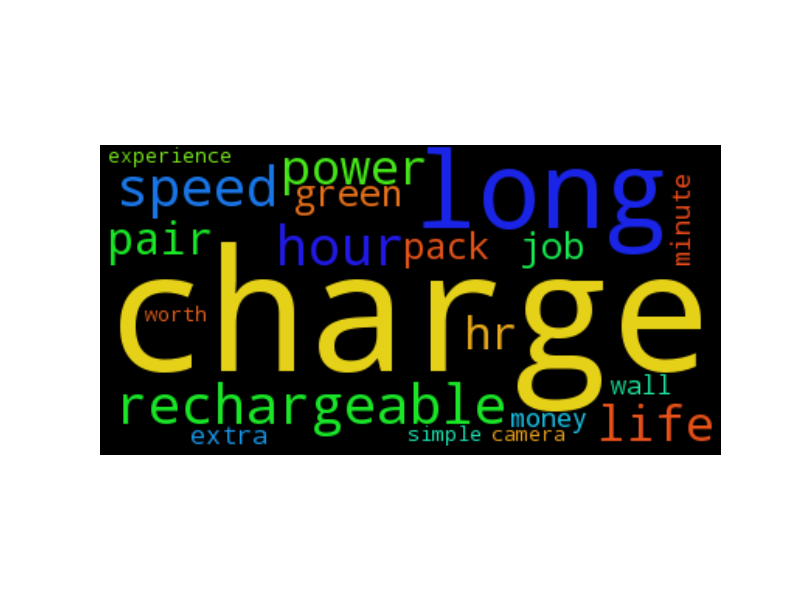 experience
power
long
speed
green
minute
pair
hour
pack
job
charge
worth
hr
rechargeable
wall
money
life
extra
simple
camera